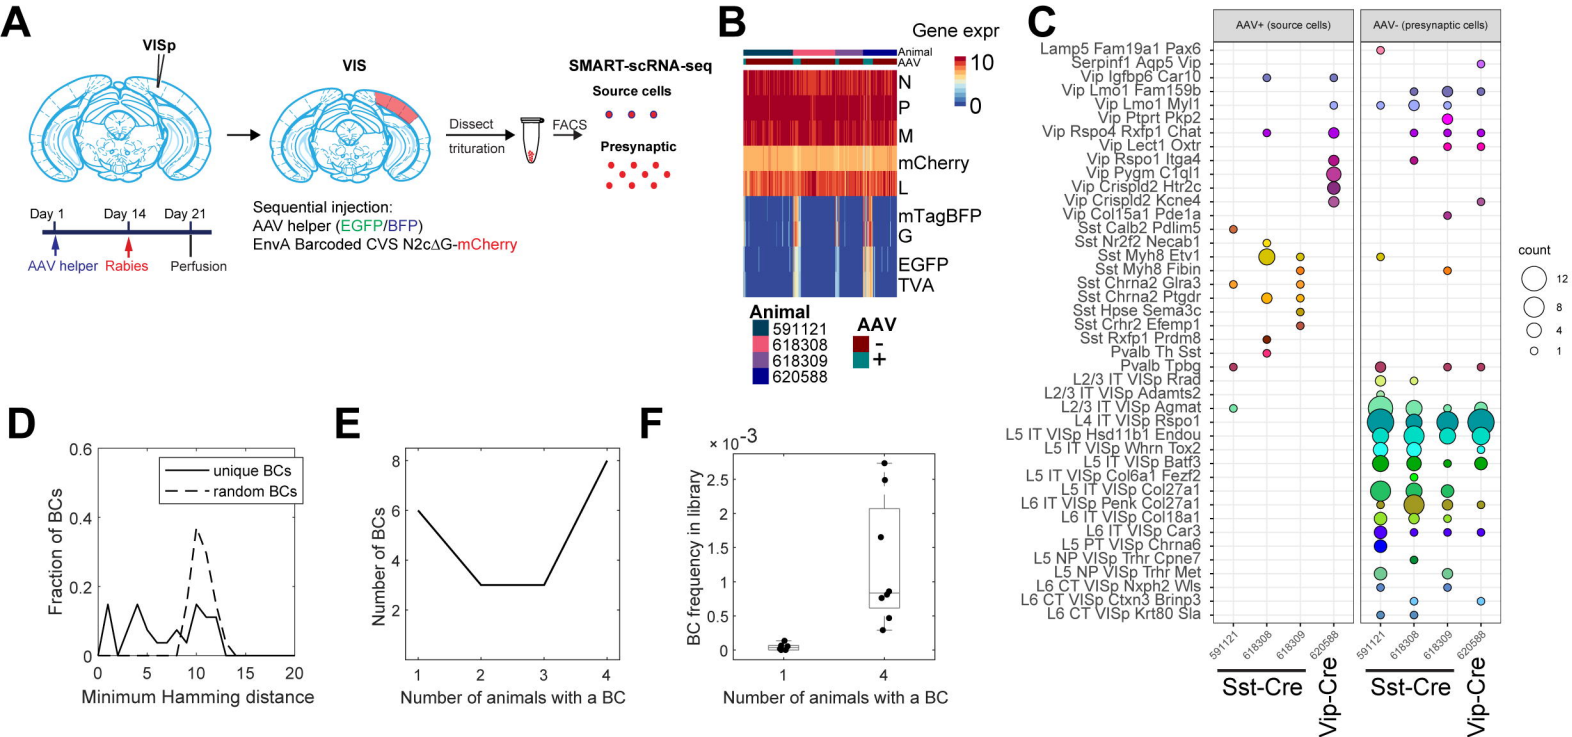 A
VISp
VIS
SMART-scRNA-seq
Source cells
Presynaptic
Dissect
trituration
FACS
Day 1
Day 14
Day 21
AAV helper
Rabies
Perfusion
Sequential injection:
AAV helper (EGFP/BFP)
EnvA Barcoded CVS N2cΔG-mCherry
B
Gene expr
10
0
Animal
AAV
N
P
M
mCherry
L
mTagBFP
G
EGFP
TVA
Animal
591121
618308
618309
620588
AAV
-
+
C
AAV+ (source cells)
AAV- (presynaptic cells)
Lamp5 Fam19a1 Pax6
Serpinf1 Aqp5 Vip
Vip Igfbp6 Car10
Vip Lmo1 Fam159b
Vip Lmo1 Myl1
Vip Ptprt Pkp2
Vip Rspo4 Rxfp1 Chat
Vip Lect1 Oxtr
Vip Rspo1 Itga4
Vip Pygm C1ql1
Vip Crispld2 Htr2c
Vip Crispld2 Kcne4
Vip Col15a1 Pde1a
Sst Calb2 Pdlim5
Sst Nr2f2 Necab1
Sst Myh8 Etv1
Sst Myh8 Fibin
Sst Chrna2 Glra3
Sst Chrna2 Ptgdr
Sst Hpse Sema3c
Sst Crhr2 Efemp1
Sst Rxfp1 Prdm8
Pvalb Th Sst
Pvalb Tpbg
L2/3 IT VISp Rrad
L2/3 IT VISp Adamts2
L2/3 IT VISp Agmat
L4 IT VISp Rspo1
L5 IT VISp Hsd11b1 Endou
L5 IT VISp Whrn Tox2
L5 IT VISp Batf3
L5 IT VISp Col6a1 Fezf2
L5 IT VISp Col27a1
L6 IT VISp Penk Col27a1
L6 IT VISp Col18a1
L6 IT VISp Car3
L5 PT VISp Chrna6
L5 NP VISp Trhr Cpne7
L5 NP VISp Trhr Met
L6 CT VISp Nxph2 Wls
L6 CT VISp Ctxn3 Brinp3
L6 CT VISp Krt80 Sla
591121
618308
618309
620588
591121
618308
618309
620588
Sst-Cre
Vip-Cre
Sst-Cre
Vip-Cre
count
12
8
4
1
D
0.6
0.4
0.2
0
Fraction of BCs
unique BCs
random BCs
0 5 10 15 20
Minimum Hamming distance
E
8
6
4
2
Number of BCs
1 2 3 4
Number of animals with a BC
F
× 10^-3
2.5
2
1.5
1
0.5
0
BC frequency in library
1 4
Number of animals with a BC